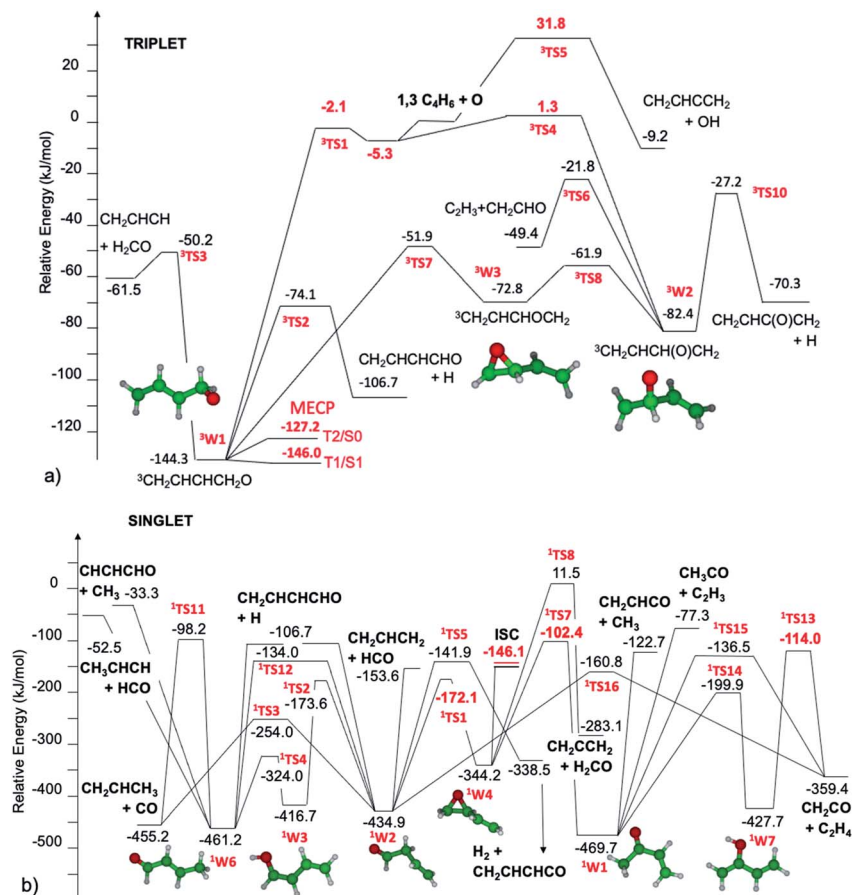 TRIPLET
Relative Energy (kJ/mol)
20
0
-20
-40
-60
-80
-100
-120
31.8
³TS5
1,3 C₄H₆ + O
CH₂CHCCH₂
+ OH
-9.2
-2.1
³TS1
-5.3
1.3
³TS4
-21.8
³TS6
C₂H₃+CH₂CHO
-49.4
-27.2
³TS10
CH₂CHCH
+ H₂CO
-50.2
³TS3
-61.5
-51.9
³TS7
³W3
-72.8
³CH₂CHCHOCH₂
-61.9
³TS8
³W2
-82.4
³CH₂CHCH(O)CH₂
-70.3
CH₂CHC(O)CH₂
+ H
-74.1
³TS2
CH₂CHCHCHO
+ H
-106.7
MECP
-127.2
T2/S0
-146.0
T1/S1
³W1
-144.3
³CH₂CHCHCH₂O
a)
SINGLET
Relative Energy (kJ/mol)
0
-100
-200
-300
-400
-500
CHCHCHO
+ CH₃
-33.3
-52.5
CH₃CHCH
+ HCO
¹TS11
-98.2
CH₂CHCHCHO
+ H
-106.7
-134.0
¹TS12
¹TS2
-173.6
¹TS3
-254.0
¹TS4
-324.0
CH₂CHCH₃
+ CO
-455.2
-461.2
¹W6
-416.7
¹W3
-434.9
¹W2
CH₂CHCH₂
+ HCO
-153.6
¹TS5
-141.9
-172.1
¹TS1
ISC
-146.1
-344.2
¹W4
-338.5
H₂ +
CH₂CHCHCO
¹TS8
11.5
¹TS7
-102.4
-283.1
CH₂CCH₂
+ H₂CO
-469.7
¹W1
CH₂CHCO
+ CH₃
-122.7
-160.8
¹TS16
CH₃CO
+ C₂H₃
-77.3
¹TS15
-136.5
¹TS14
-199.9
¹TS13
-114.0
-427.7
¹W7
-359.4
CH₂CO
+ C₂H₄
b)